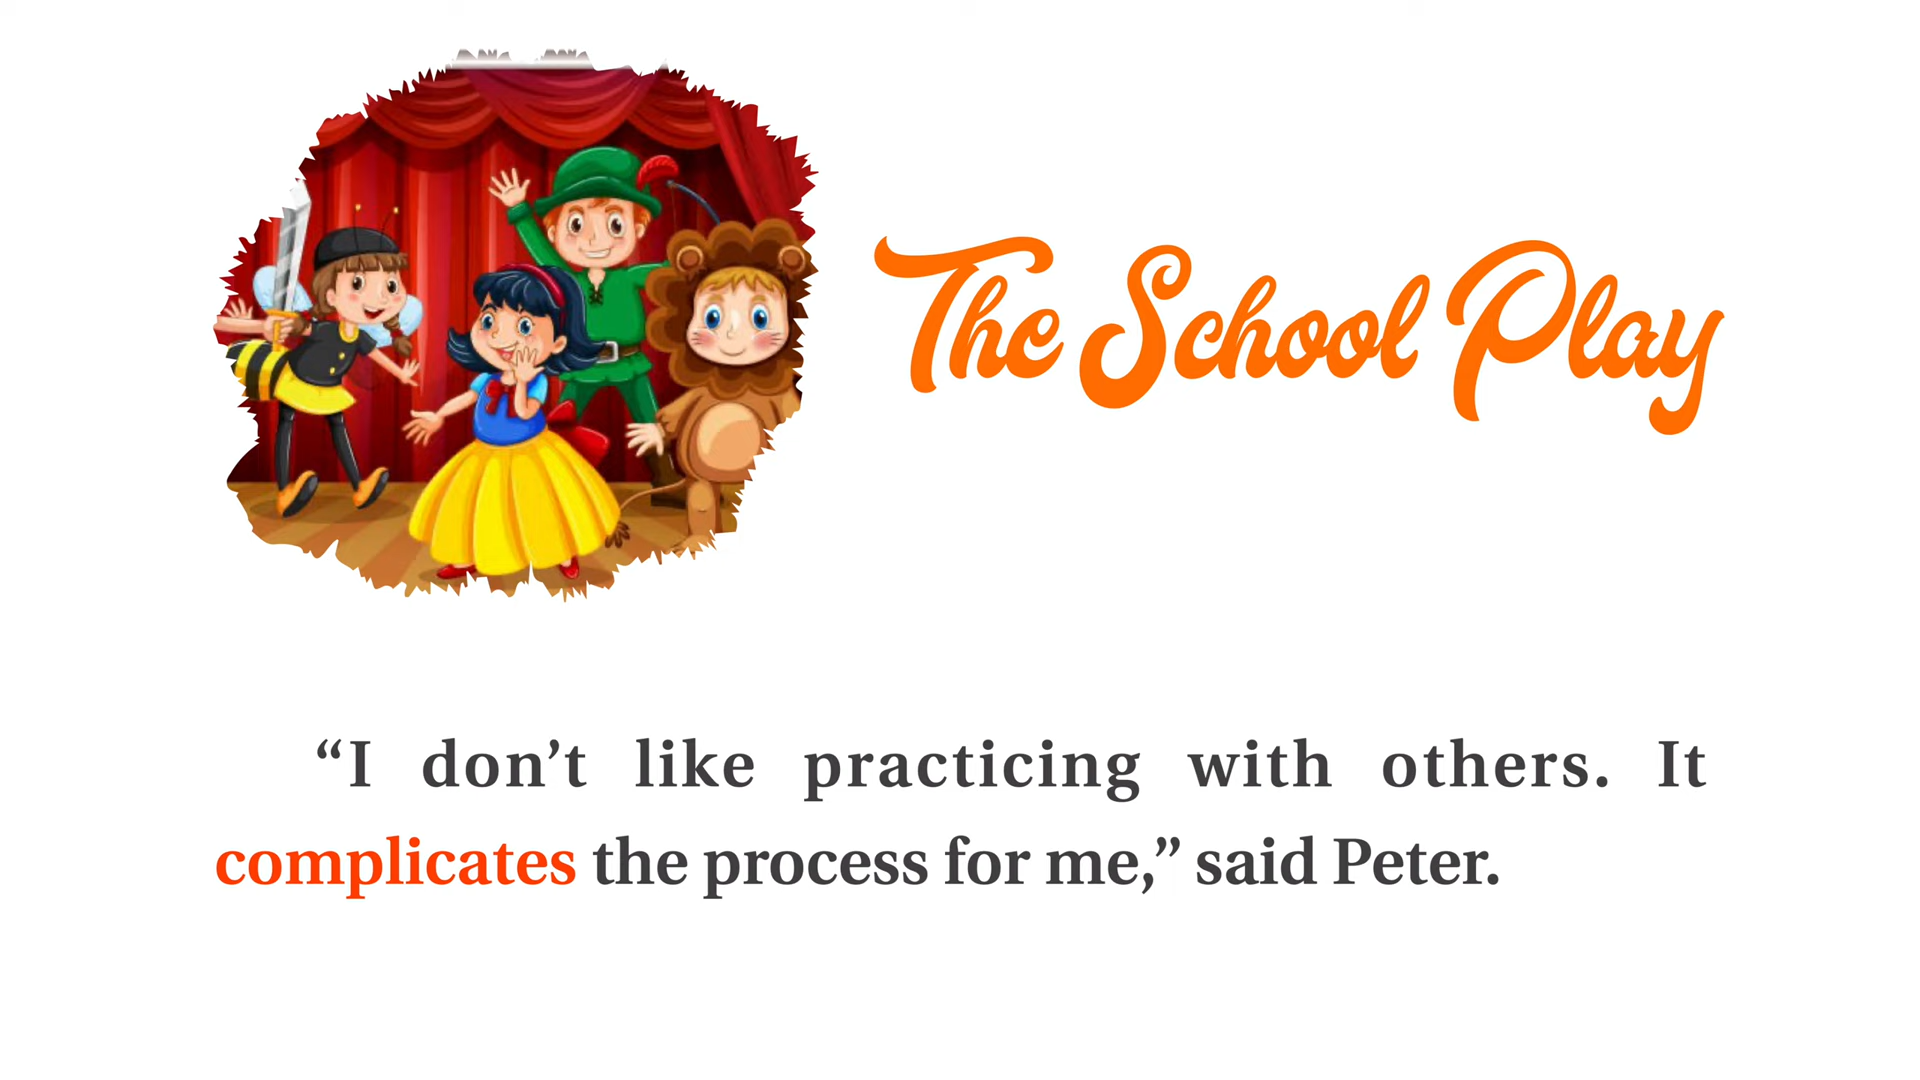 The School Play
“I don’t like practicing with others. It
complicates the process for me,” said Peter.